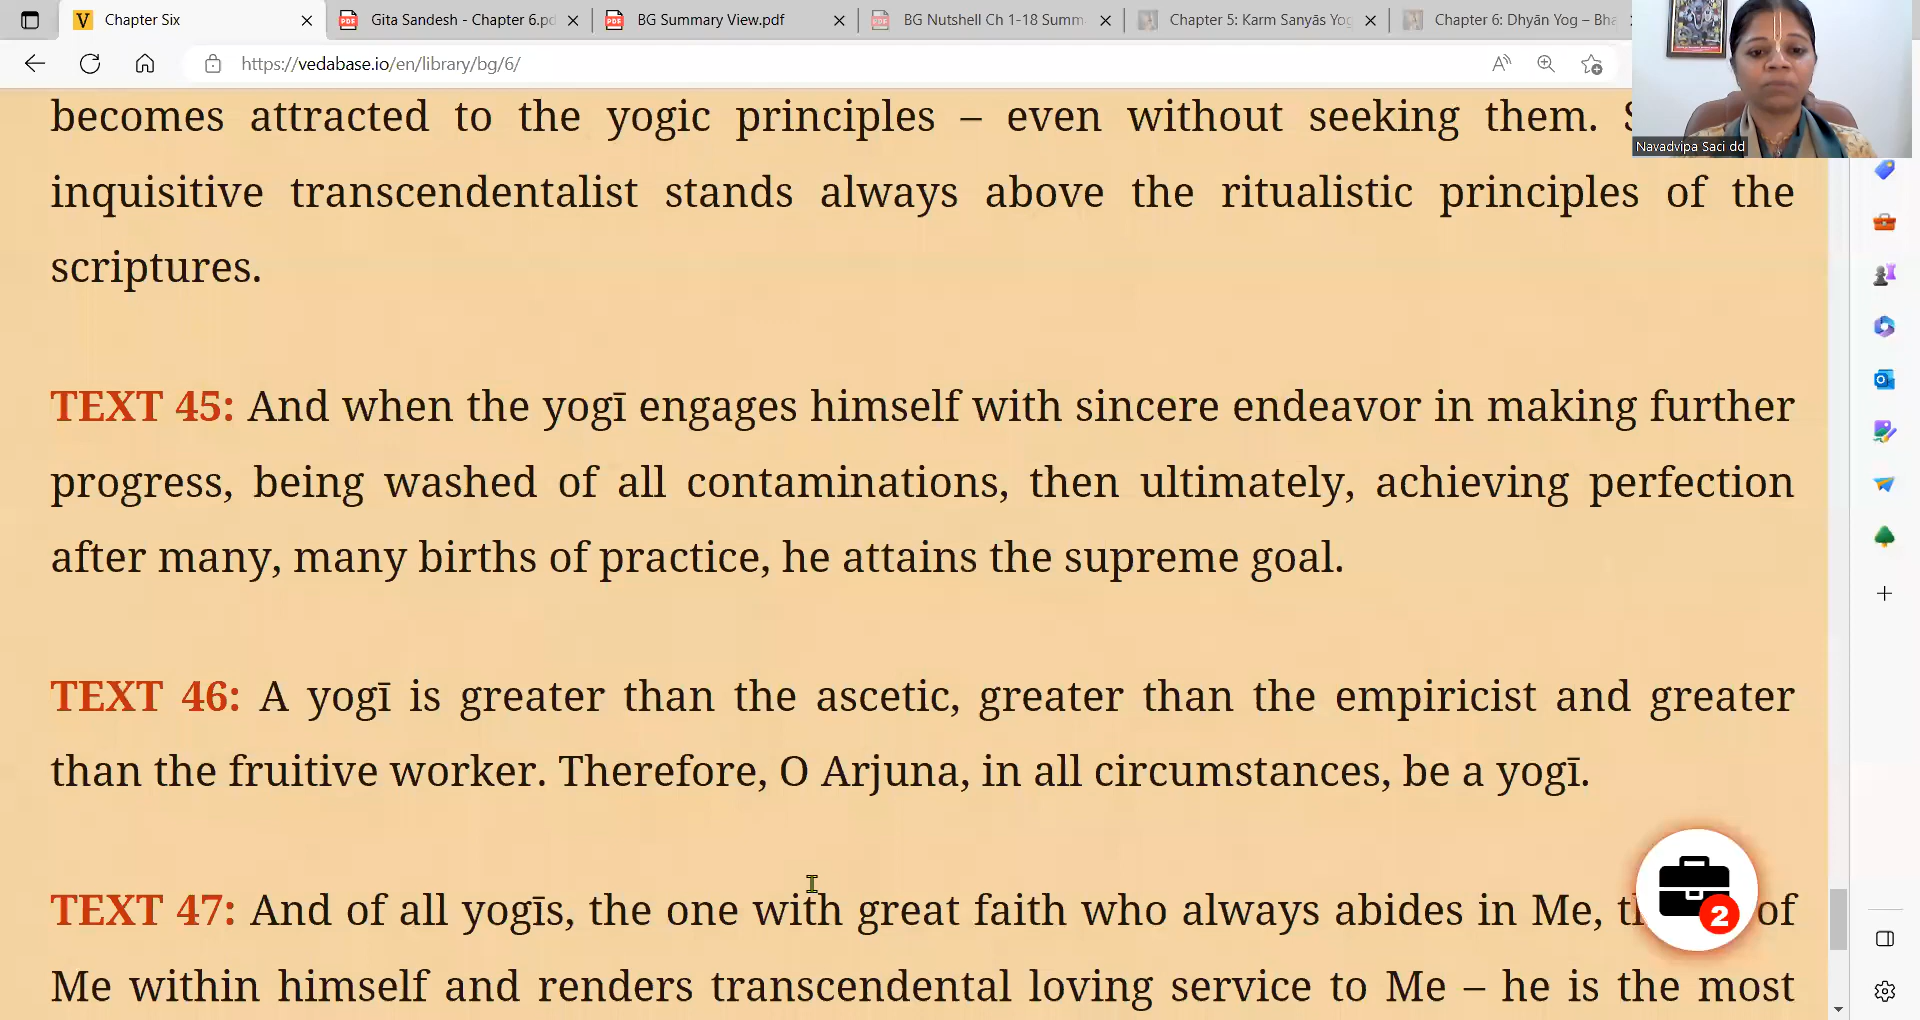 Chapter Six
Gita Sandesh - Chapter 6.pd
BG Summary View.pdf
BG Nutshell Ch 1-18 Summ
Chapter 5: Karm Sanyās Yog
Chapter 6: Dhyān Yog – Bha
https://vedabase.io/en/library/bg/6/
Navadvipa Saci dd
becomes attracted to the yogic principles – even without seeking them.
inquisitive transcendentalist stands always above the ritualistic principles of the
scriptures.
TEXT 45: And when the yogī engages himself with sincere endeavor in making further
progress, being washed of all contaminations, then ultimately, achieving perfection
after many, many births of practice, he attains the supreme goal.
TEXT 46: A yogī is greater than the ascetic, greater than the empiricist and greater
than the fruitive worker. Therefore, O Arjuna, in all circumstances, be a yogī.
2
TEXT 47: And of all yogīs, the one with great faith who always abides in Me, of
Me within himself and renders transcendental loving service to Me – he is the most